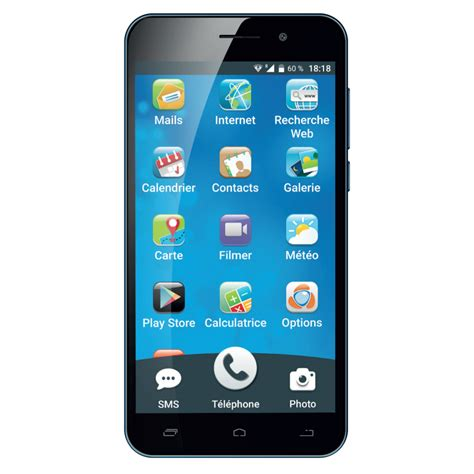 60 % 18:18
Mails Internet Recherche Web
Calendrier Contacts Galerie
Carte Filmer Météo
Play Store Calculatrice Options
SMS Téléphone Photo